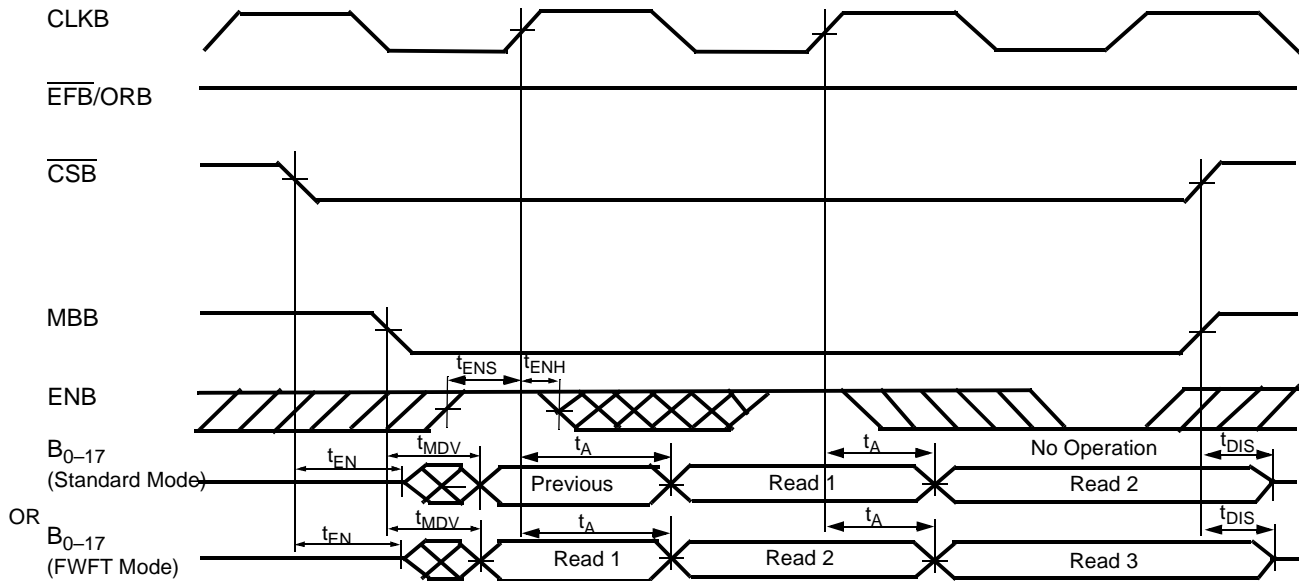 CLKB
EFB/ORB
CSB
MBB
tENS tENH
ENB
B0–17
(Standard Mode)
tEN tMDV tA tA No Operation tDIS
Previous Read 1 Read 2
OR
B0–17
(FWFT Mode)
tEN tMDV tA tA tDIS
Read 1 Read 2 Read 3